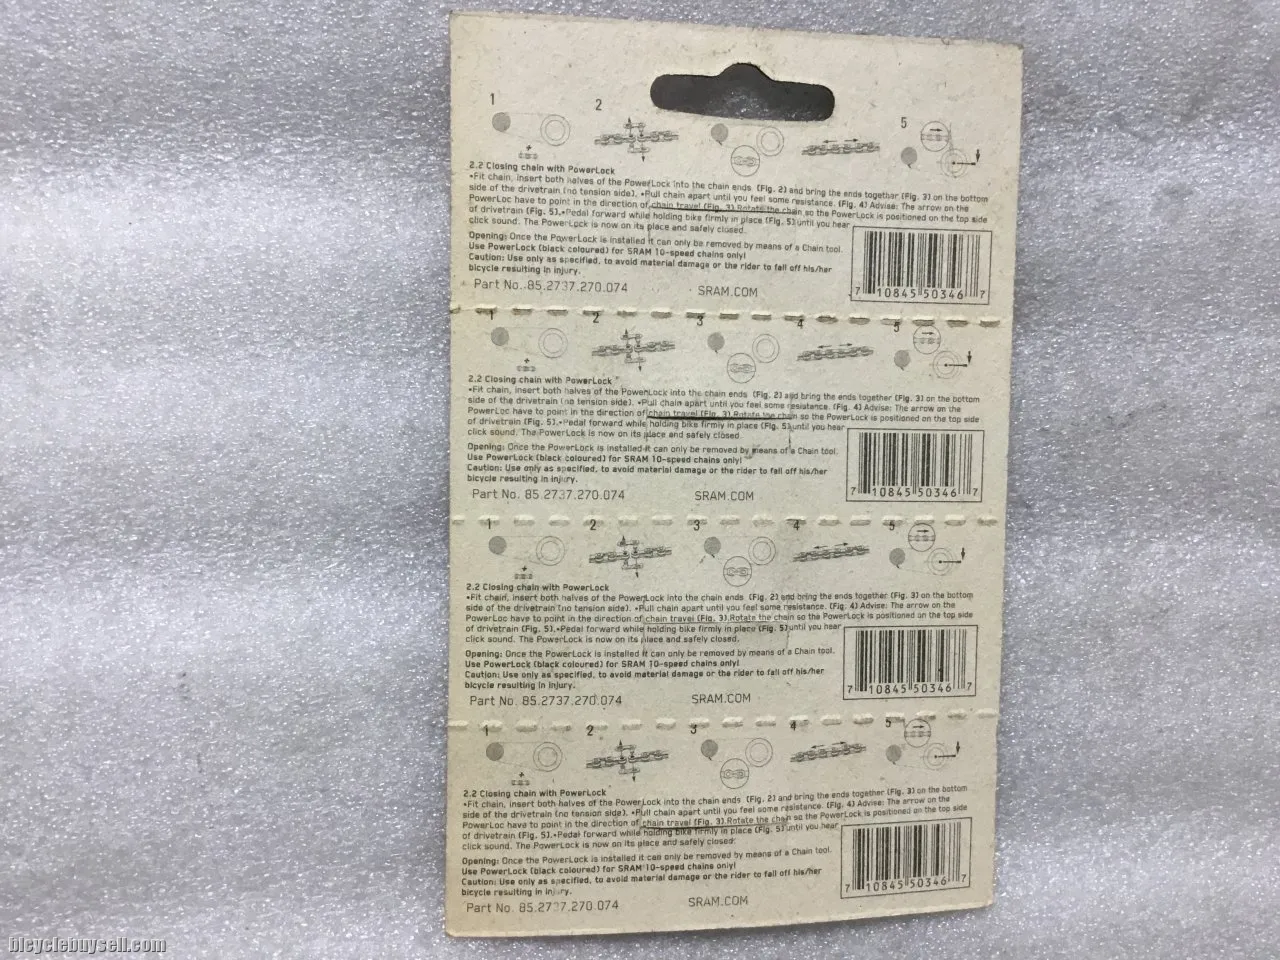 1 2 5
2.2 Closing chain with PowerLock
•Fit chain, insert both halves of the PowerLock into the chain ends (Fig. 2) and bring the ends together (Fig. 3) on the bottom
side of the drivetrain (no tension side). •Pull chain apart until you feel some resistance. (Fig. 4) Advise: The arrow on the
PowerLoc have to point in the direction of chain travel (Fig. 3).Rotate the chain so the PowerLock is positioned on the top side
of drivetrain (Fig. 5).•Pedal forward while holding bike firmly in place (Fig. 5) until you hear
click sound. The PowerLock is now on its place and safely closed.
Opening: Once the PowerLock is installed it can only be removed by means of a Chain tool.
Use PowerLock (black coloured) for SRAM 10-speed chains only!
Caution: Use only as specified, to avoid material damage or the rider to fall off his/her
bicycle resulting in injury.
Part No. 85.2737.270.074 SRAM.COM
7 10845 50346 7
1 2 3 4 5
2.2 Closing chain with PowerLock
•Fit chain, insert both halves of the PowerLock into the chain ends (Fig. 2) and bring the ends together (Fig. 3) on the bottom
side of the drivetrain (no tension side). •Pull chain apart until you feel some resistance. (Fig. 4) Advise: The arrow on the
PowerLoc have to point in the direction of chain travel (Fig. 3).Rotate the chain so the PowerLock is positioned on the top side
of drivetrain (Fig. 5).•Pedal forward while holding bike firmly in place (Fig. 5) until you hear
click sound. The PowerLock is now on its place and safely closed.
Opening: Once the PowerLock is installed it can only be removed by means of a Chain tool.
Use PowerLock (black coloured) for SRAM 10-speed chains only!
Caution: Use only as specified, to avoid material damage or the rider to fall off his/her
bicycle resulting in injury.
Part No. 85.2737.270.074 SRAM.COM
7 10845 50346 7
1 2 3 4 5
2.2 Closing chain with PowerLock
•Fit chain, insert both halves of the PowerLock into the chain ends (Fig. 2) and bring the ends together (Fig. 3) on the bottom
side of the drivetrain (no tension side). •Pull chain apart until you feel some resistance. (Fig. 4) Advise: The arrow on the
PowerLoc have to point in the direction of chain travel (Fig. 3).Rotate the chain so the PowerLock is positioned on the top side
of drivetrain (Fig. 5).•Pedal forward while holding bike firmly in place (Fig. 5) until you hear
click sound. The PowerLock is now on its place and safely closed.
Opening: Once the PowerLock is installed it can only be removed by means of a Chain tool.
Use PowerLock (black coloured) for SRAM 10-speed chains only!
Caution: Use only as specified, to avoid material damage or the rider to fall off his/her
bicycle resulting in injury.
Part No. 85.2737.270.074 SRAM.COM
7 10845 50346 7
1 2 3 4 5
2.2 Closing chain with PowerLock
•Fit chain, insert both halves of the PowerLock into the chain ends (Fig. 2) and bring the ends together (Fig. 3) on the bottom
side of the drivetrain (no tension side). •Pull chain apart until you feel some resistance. (Fig. 4) Advise: The arrow on the
PowerLoc have to point in the direction of chain travel (Fig. 3).Rotate the chain so the PowerLock is positioned on the top side
of drivetrain (Fig. 5).•Pedal forward while holding bike firmly in place (Fig. 5) until you hear
click sound. The PowerLock is now on its place and safely closed.
Opening: Once the PowerLock is installed it can only be removed by means of a Chain tool.
Use PowerLock (black coloured) for SRAM 10-speed chains only!
Caution: Use only as specified, to avoid material damage or the rider to fall off his/her
bicycle resulting in injury.
Part No. 85.2737.270.074 SRAM.COM
7 10845 50346 7
bicyclebuysell.com